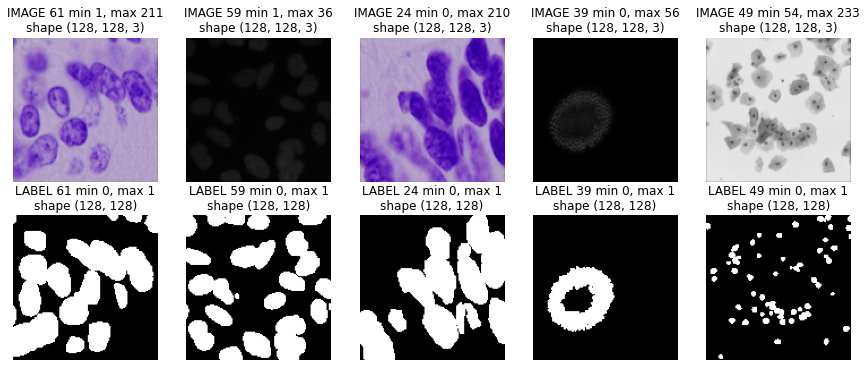 IMAGE 61 min 1, max 211
shape (128, 128, 3)
IMAGE 59 min 1, max 36
shape (128, 128, 3)
IMAGE 24 min 0, max 210
shape (128, 128, 3)
IMAGE 39 min 0, max 56
shape (128, 128, 3)
IMAGE 49 min 54, max 233
shape (128, 128, 3)
LABEL 61 min 0, max 1
shape (128, 128)
LABEL 59 min 0, max 1
shape (128, 128)
LABEL 24 min 0, max 1
shape (128, 128)
LABEL 39 min 0, max 1
shape (128, 128)
LABEL 49 min 0, max 1
shape (128, 128)